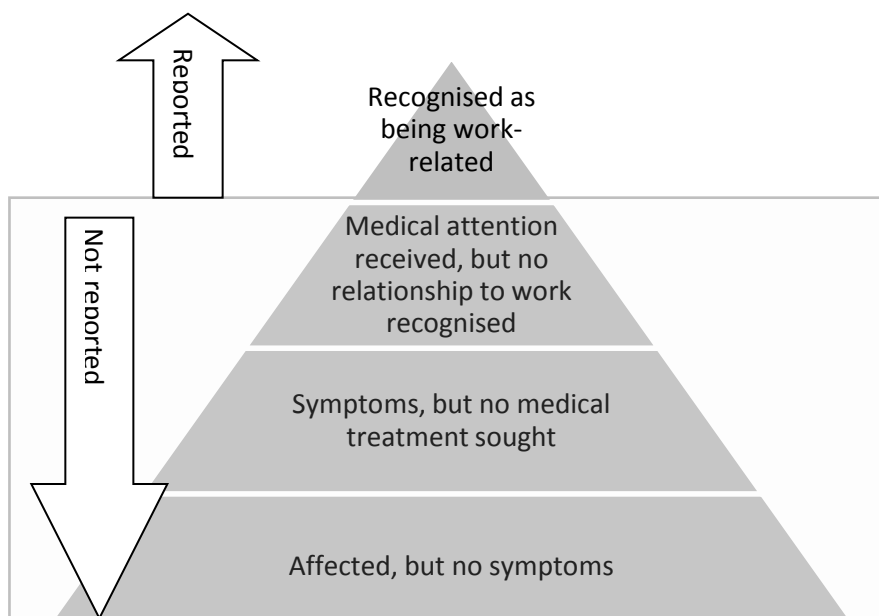 Reported
Recognised as
being work-
related
Not reported
Medical attention
received, but no
relationship to work
recognised
Symptoms, but no medical
treatment sought
Affected, but no symptoms